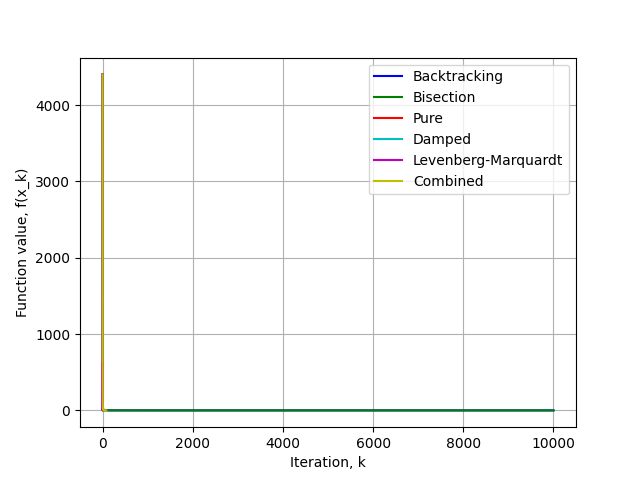 Function value, f(x_k)
4000
3000
2000
1000
0
0
2000
4000
6000
8000
10000
Iteration, k
Backtracking
Bisection
Pure
Damped
Levenberg-Marquardt
Combined